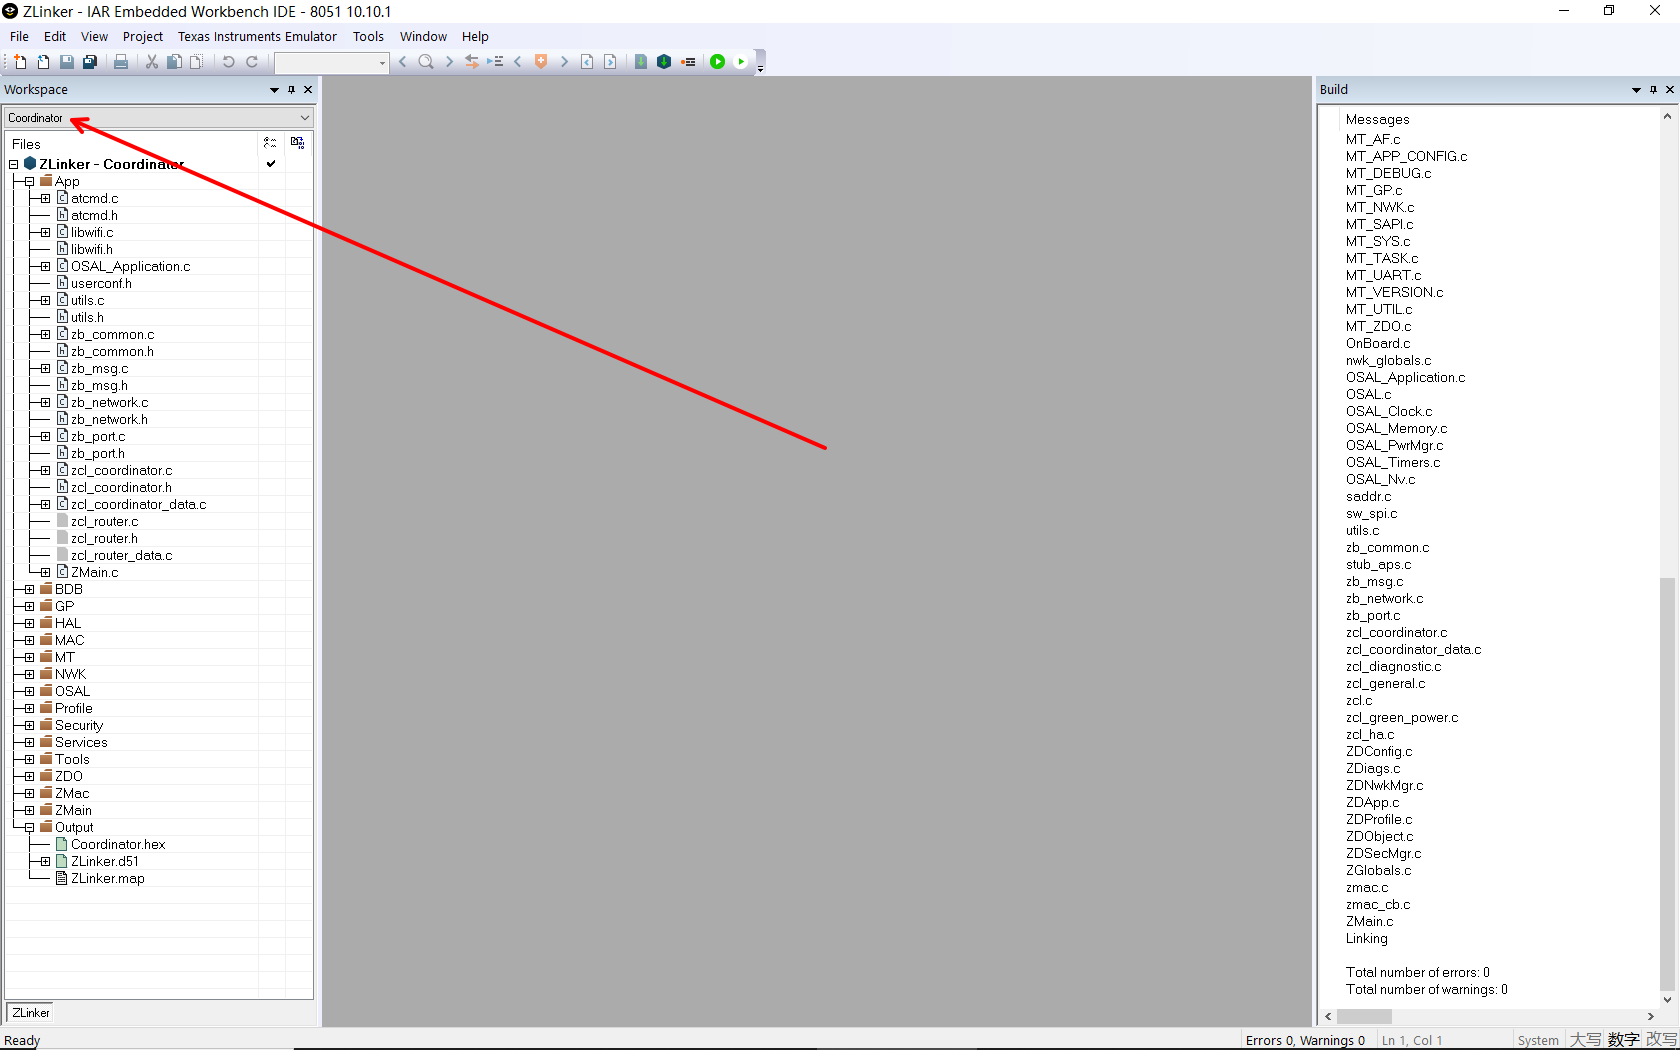 ZLinker - IAR Embedded Workbench IDE - 8051 10.10.1
File Edit View Project Texas Instruments Emulator Tools Window Help
Workspace
Coordinator
Files
ZLinker - Coordinator
App
atcmd.c
atcmd.h
libwifi.c
libwifi.h
OSAL_Application.c
userconf.h
utils.c
utils.h
zb_common.c
zb_common.h
zb_msg.c
zb_msg.h
zb_network.c
zb_network.h
zb_port.c
zb_port.h
zcl_coordinator.c
zcl_coordinator.h
zcl_coordinator_data.c
zcl_router.c
zcl_router.h
zcl_router_data.c
ZMain.c
BDB
GP
HAL
MAC
MT
NWK
OSAL
Profile
Security
Services
Tools
ZDO
ZMac
ZMain
Output
Coordinator.hex
ZLinker.d51
ZLinker.map
ZLinker
Build
Messages
MT_AF.c
MT_APP_CONFIG.c
MT_DEBUG.c
MT_GP.c
MT_NWK.c
MT_SAPI.c
MT_SYS.c
MT_TASK.c
MT_UART.c
MT_VERSION.c
MT_UTIL.c
MT_ZDO.c
OnBoard.c
nwk_globals.c
OSAL_Application.c
OSAL.c
OSAL_Clock.c
OSAL_Memory.c
OSAL_PwrMgr.c
OSAL_Timers.c
OSAL_Nv.c
saddr.c
sw_spi.c
utils.c
zb_common.c
stub_aps.c
zb_msg.c
zb_network.c
zb_port.c
zcl_coordinator.c
zcl_coordinator_data.c
zcl_diagnostic.c
zcl_general.c
zcl.c
zcl_green_power.c
zcl_ha.c
ZDConfig.c
ZDiags.c
ZDNwkMgr.c
ZDApp.c
ZDProfile.c
ZDObject.c
ZDSecMgr.c
ZGlobals.c
zmac.c
zmac_cb.c
ZMain.c
Linking
Total number of errors: 0
Total number of warnings: 0
Ready
Errors 0, Warnings 0 Ln 1, Col 1 System 大写 数字 改写